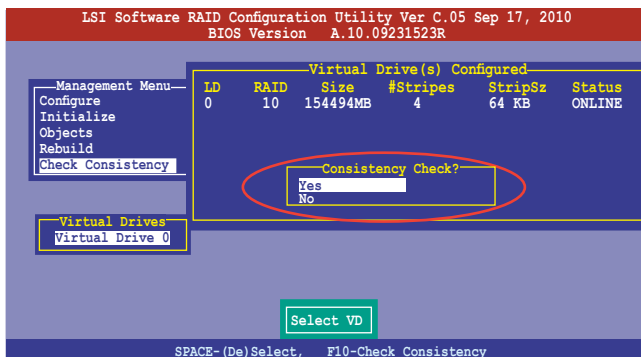 LSI Software RAID Configuration Utility Ver C.05 Sep 17, 2010
BIOS Version A.10.09231523R
Virtual Drive(s) Configured
LD RAID Size #Stripes StripSz Status
0 10 154494MB 4 64 KB ONLINE
Management Menu
Configure
Initialize
Objects
Rebuild
Check Consistency
Consistency Check?
Yes
No
Virtual Drives
Virtual Drive 0
Select VD
SPACE-(De)Select, F10-Check Consistency